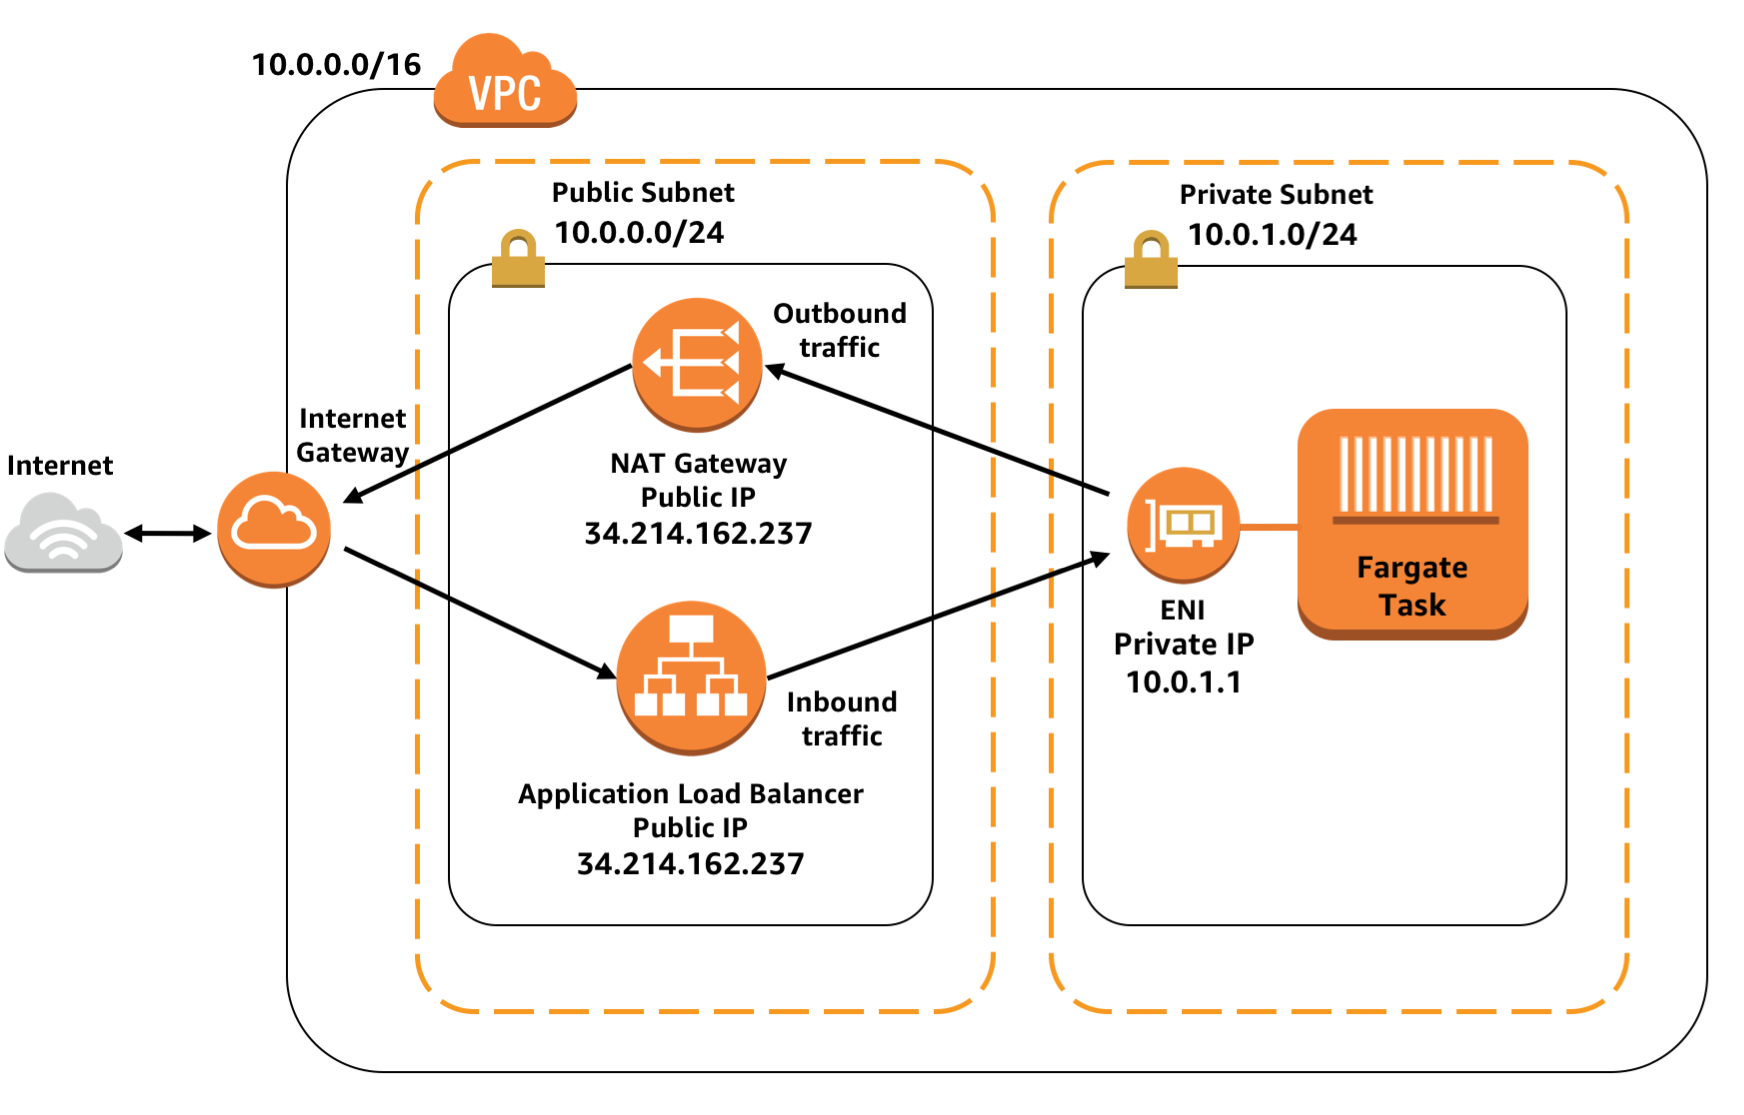 10.0.0.0/16
VPC
Public Subnet
10.0.0.0/24
Private Subnet
10.0.1.0/24
Outbound
traffic
Internet
Gateway
Internet
NAT Gateway
Public IP
34.214.162.237
Fargate
Task
ENI
Private IP
10.0.1.1
Inbound
traffic
Application Load Balancer
Public IP
34.214.162.237